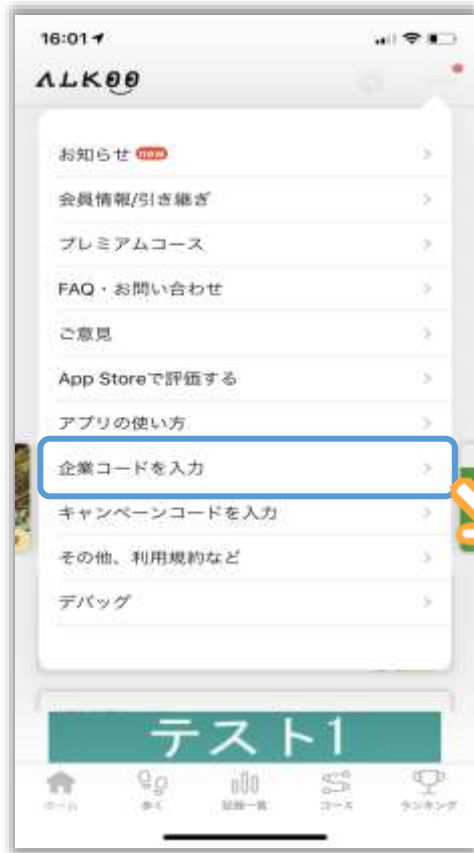 16:01
ALKOO
お知らせ new
会員情報/引き継ぎ
プレミアムコース
FAQ・お問い合わせ
ご意見
App Storeで評価する
アプリの使い方
企業コードを入力
キャンペーンコードを入力
その他、利用規約など
デバッグ
テスト1
ホーム 歩く 記録一覧 コース ランキング